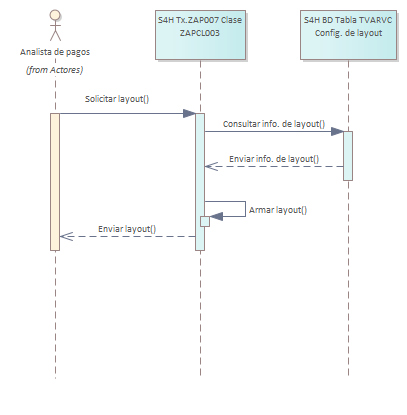 S4H Tx.ZAP007 Clase
ZAPCL003
S4H BD Tabla TVARVC
Config. de layout
Analista de pagos
(from Actores)
Solicitar layout()
Consultar info. de layout()
Enviar info. de layout()
Armar layout()
Enviar layout()